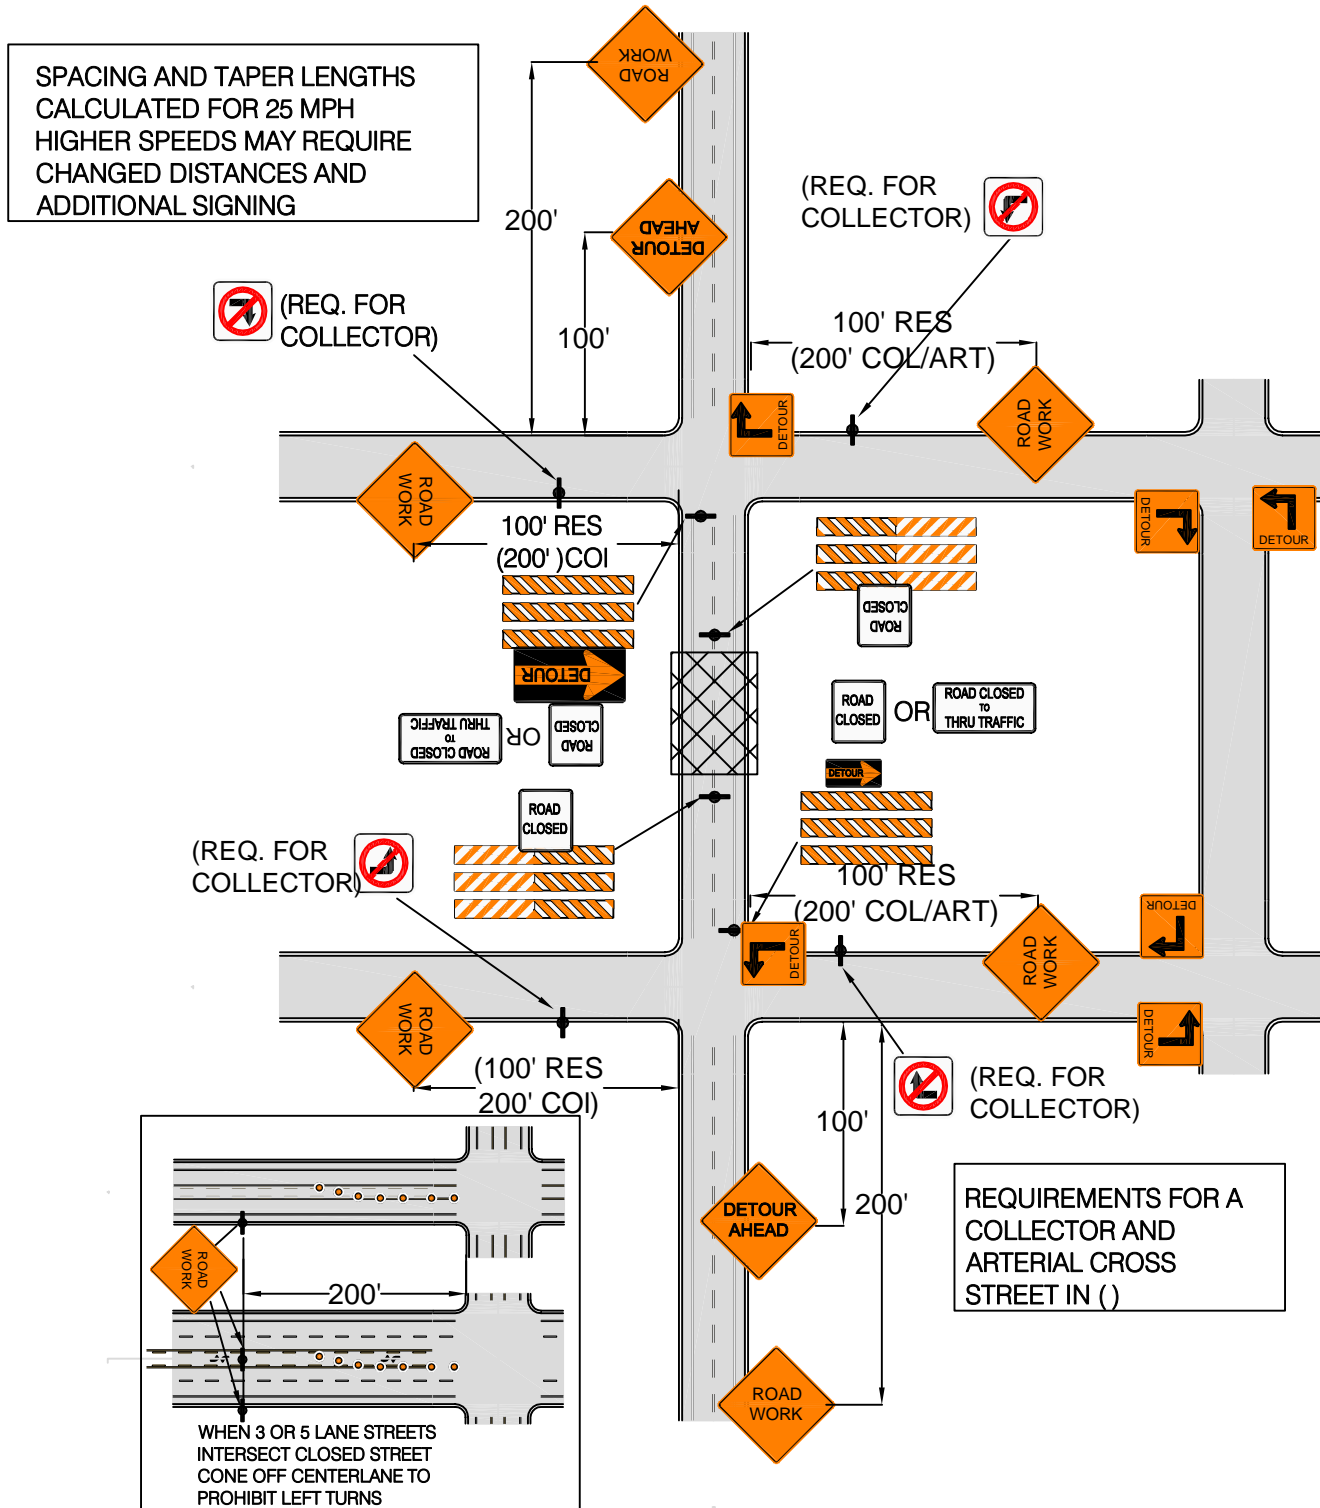 ROAD
WORK
SPACING AND TAPER LENGTHS
CALCULATED FOR 25 MPH
HIGHER SPEEDS MAY REQUIRE
CHANGED DISTANCES AND
ADDITIONAL SIGNING
200'
DETOUR
AHEAD
100'
(REQ. FOR
COLLECTOR)
(REQ. FOR
COLLECTOR)
100' RES
(200' COL/ART)
DETOUR
ROAD
WORK
ROAD
WORK
100' RES
(200' )COI
DETOUR
DETOUR
ROAD
CLOSED
DETOUR
ROAD
CLOSED
OR
ROAD CLOSED
TO
THRU TRAFFIC
ROAD
CLOSED
OR
ROAD CLOSED
TO
THRU TRAFFIC
DETOUR
ROAD
CLOSED
(REQ. FOR
COLLECTOR)
100' RES
(200' COL/ART)
DETOUR
ROAD
WORK
DETOUR
DETOUR
ROAD
WORK
(100' RES
200' COI)
(REQ. FOR
COLLECTOR)
100'
200'
DETOUR
AHEAD
ROAD
WORK
REQUIREMENTS FOR A
COLLECTOR AND
ARTERIAL CROSS
STREET IN ( )
ROAD
WORK
200'
WHEN 3 OR 5 LANE STREETS
INTERSECT CLOSED STREET
CONE OFF CENTERLANE TO
PROHIBIT LEFT TURNS